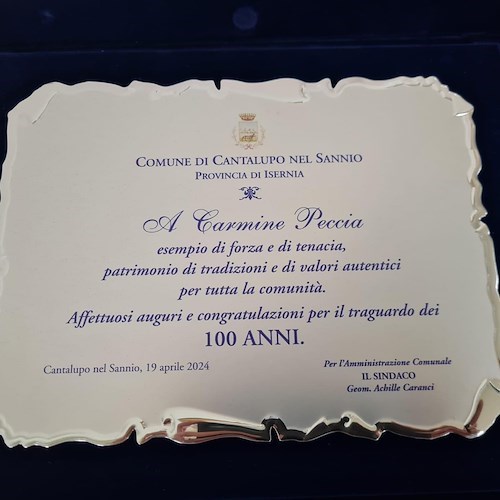 COMUNE DI CANTALUPO NEL SANNIO
PROVINCIA DI ISERNIA
A Carmine Peccia
esempio di forza e di tenacia,
patrimonio di tradizioni e di valori autentici
per tutta la comunità.
Affettuosi auguri e congratulazioni per il traguardo dei
100 ANNI.
Cantalupo nel Sannio, 19 aprile 2024
Per l'Amministrazione Comunale
IL SINDACO
Geom. Achille Caranci